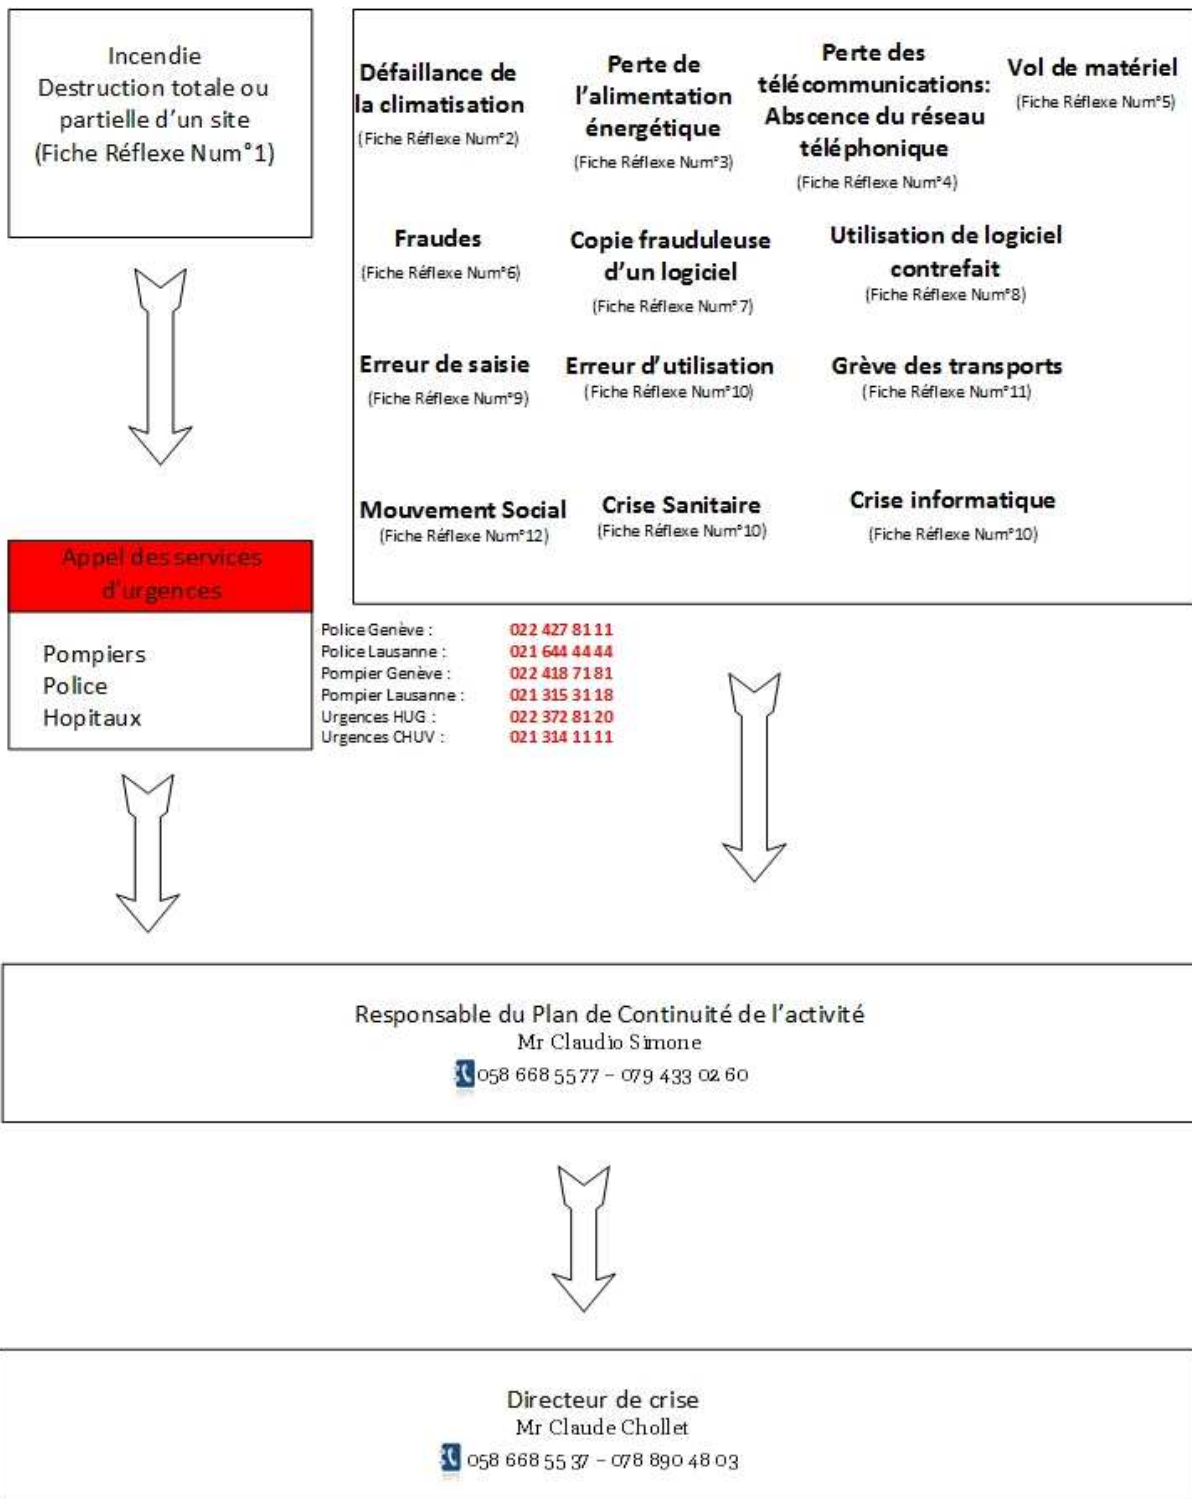 Incendie
Destruction totale ou
partielle d'un site
(Fiche Réflexe Num°1)
Défaillance de
la climatisation
(Fiche Réflexe Num°2)
Perte de
l'alimentation
énergétique
(Fiche Réflexe Num°3)
Perte des
télécommunications:
Abscence du réseau
téléphonique
(Fiche Réflexe Num°4)
Vol de matériel
(Fiche Réflexe Num°5)
Fraudes
(Fiche Réflexe Num°6)
Copie frauduleuse
d'un logiciel
(Fiche Réflexe Num°7)
Utilisation de logiciel
contrefait
(Fiche Réflexe Num°8)
Erreur de saisie
(Fiche Réflexe Num°9)
Erreur d'utilisation
(Fiche Réflexe Num°10)
Grève des transports
(Fiche Réflexe Num°11)
Mouvement Social
(Fiche Réflexe Num°12)
Crise Sanitaire
(Fiche Réflexe Num°10)
Crise informatique
(Fiche Réflexe Num°10)
Appel des services
d'urgences
Pompiers
Police
Hopitaux
Police Genève : 022 427 81 11
Police Lausanne : 021 644 44 44
Pompier Genève : 022 418 71 81
Pompier Lausanne : 021 315 31 18
Urgences HUG : 022 372 81 20
Urgences CHUV : 021 314 11 11
Responsable du Plan de Continuité de l'activité
Mr Claudio Simone
058 668 55 77 – 079 433 02 60
Directeur de crise
Mr Claude Chollet
058 668 55 37 – 078 890 48 03